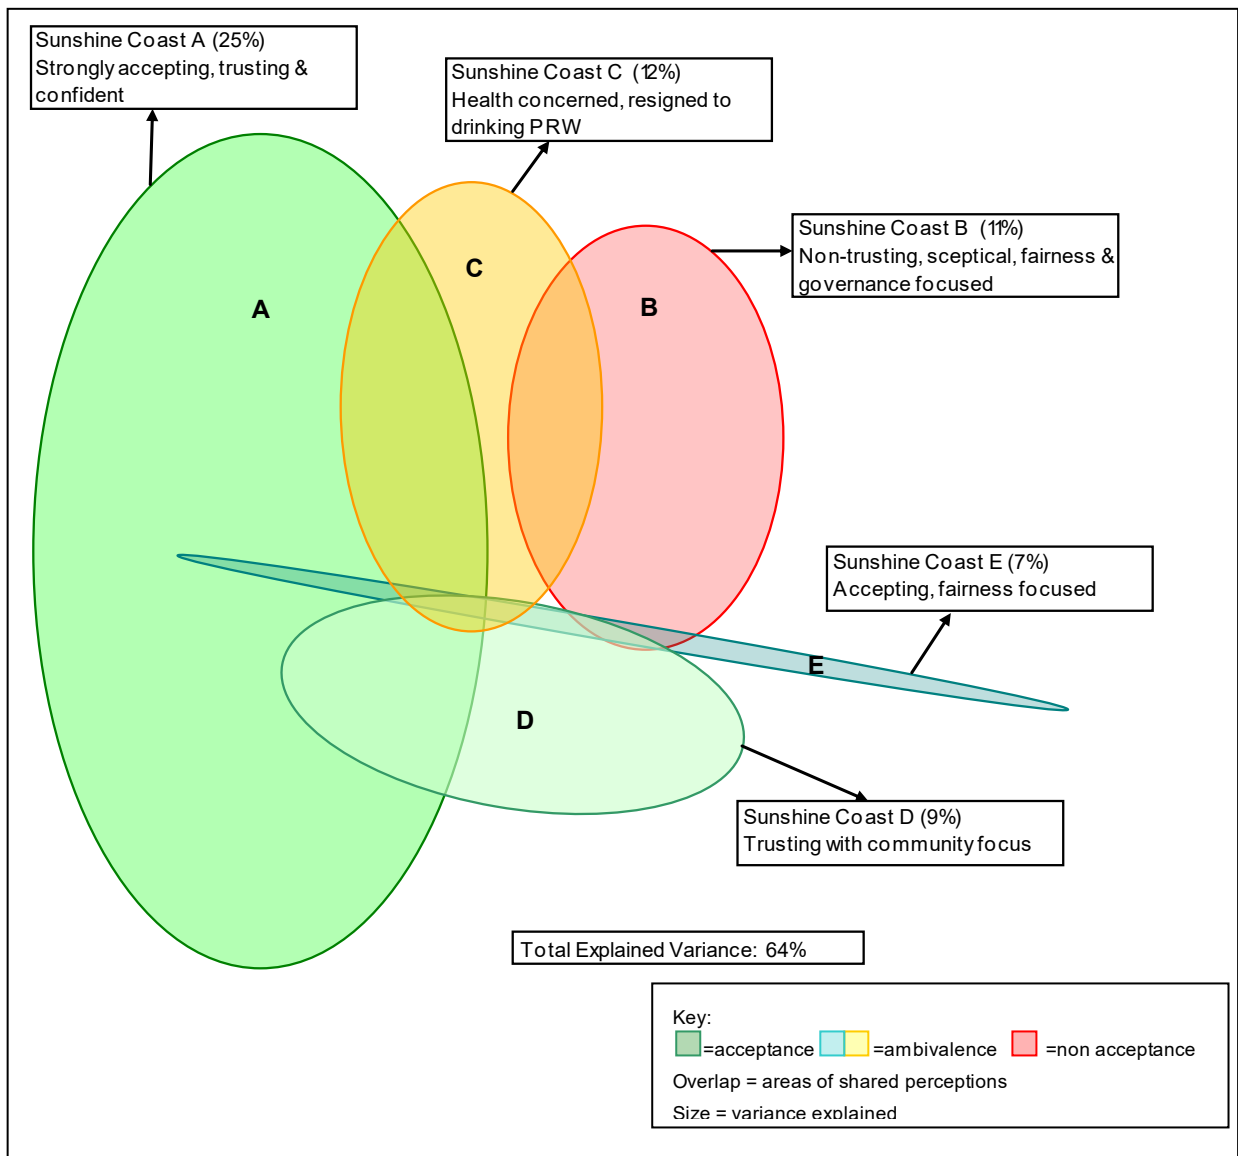 Sunshine Coast A (25%)
Strongly accepting, trusting &
confident
Sunshine Coast C (12%)
Health concerned, resigned to
drinking PRW
Sunshine Coast B (11%)
Non-trusting, sceptical, fairness &
governance focused
A
C
B
Sunshine Coast E (7%)
Accepting, fairness focused
E
D
Sunshine Coast D (9%)
Trusting with community focus
Total Explained Variance: 64%
Key:
=acceptance =ambivalence =non acceptance
Overlap = areas of shared perceptions
Size = variance explained